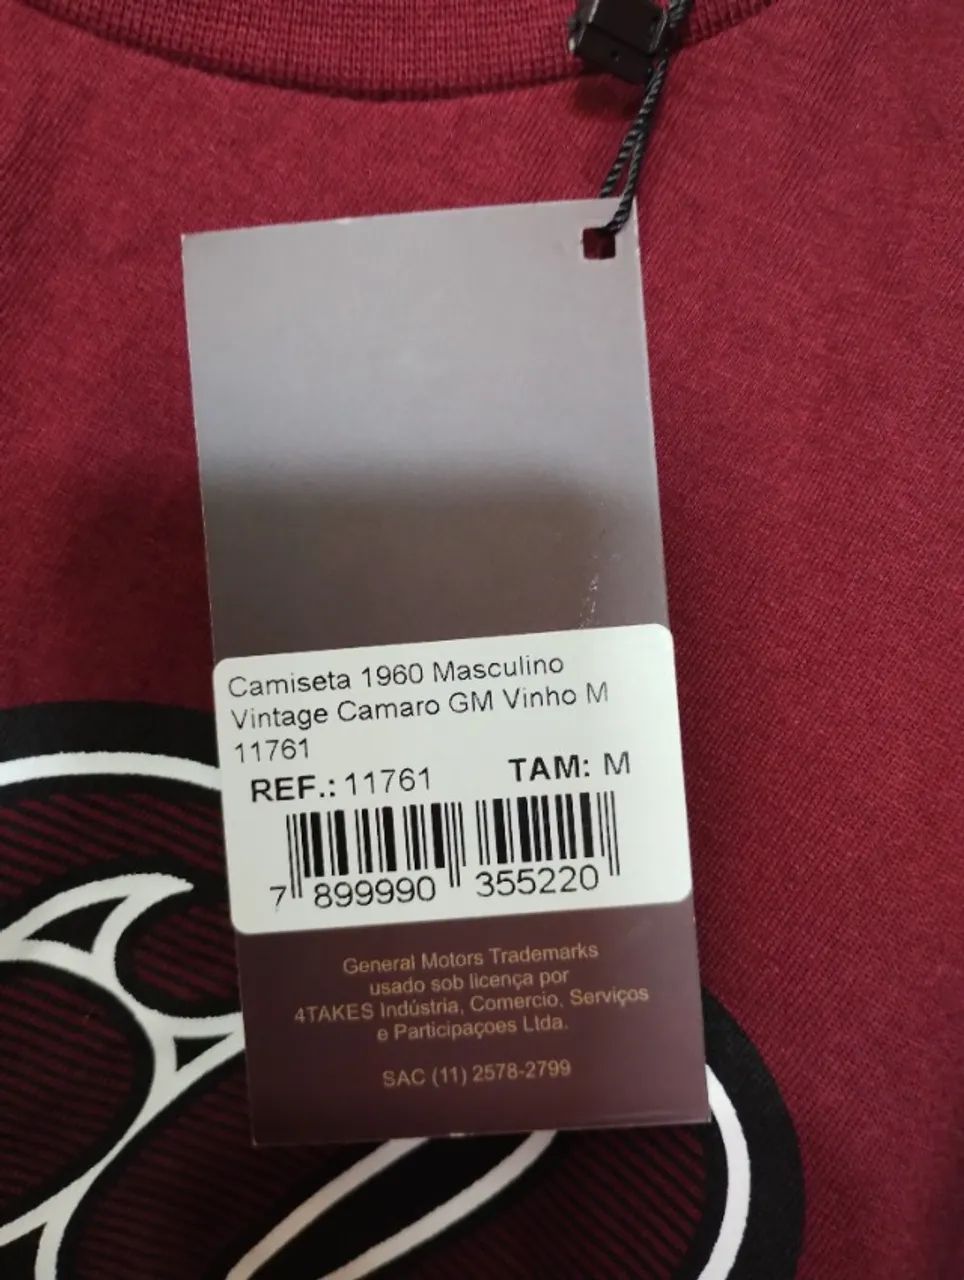 Camiseta 1960 Masculino
Vintage Camaro GM Vinho M
11761
REF.: 11761 TAM: M
7 899990 355220
General Motors Trademarks
usado sob licença por
4TAKES Indústria, Comercio, Serviços
e Participaçoes Ltda.
SAC (11) 2578-2799